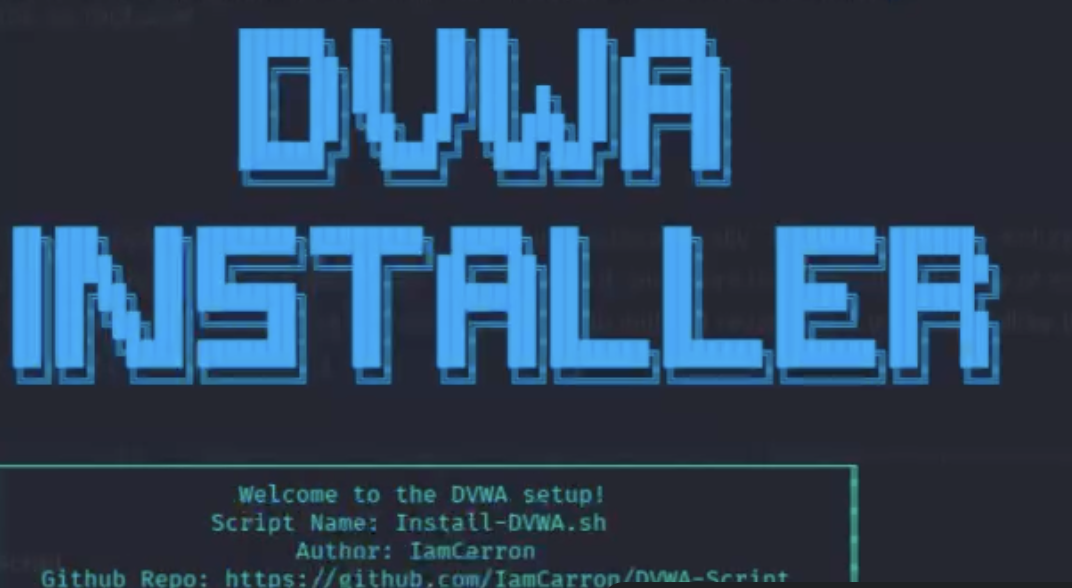 DVWA
INSTALLER
Welcome to the DVWA setup!
Script Name: Install-DVWA.sh
Author: IamCarron
Github Repo: https://github.com/IamCarron/DVWA-Script